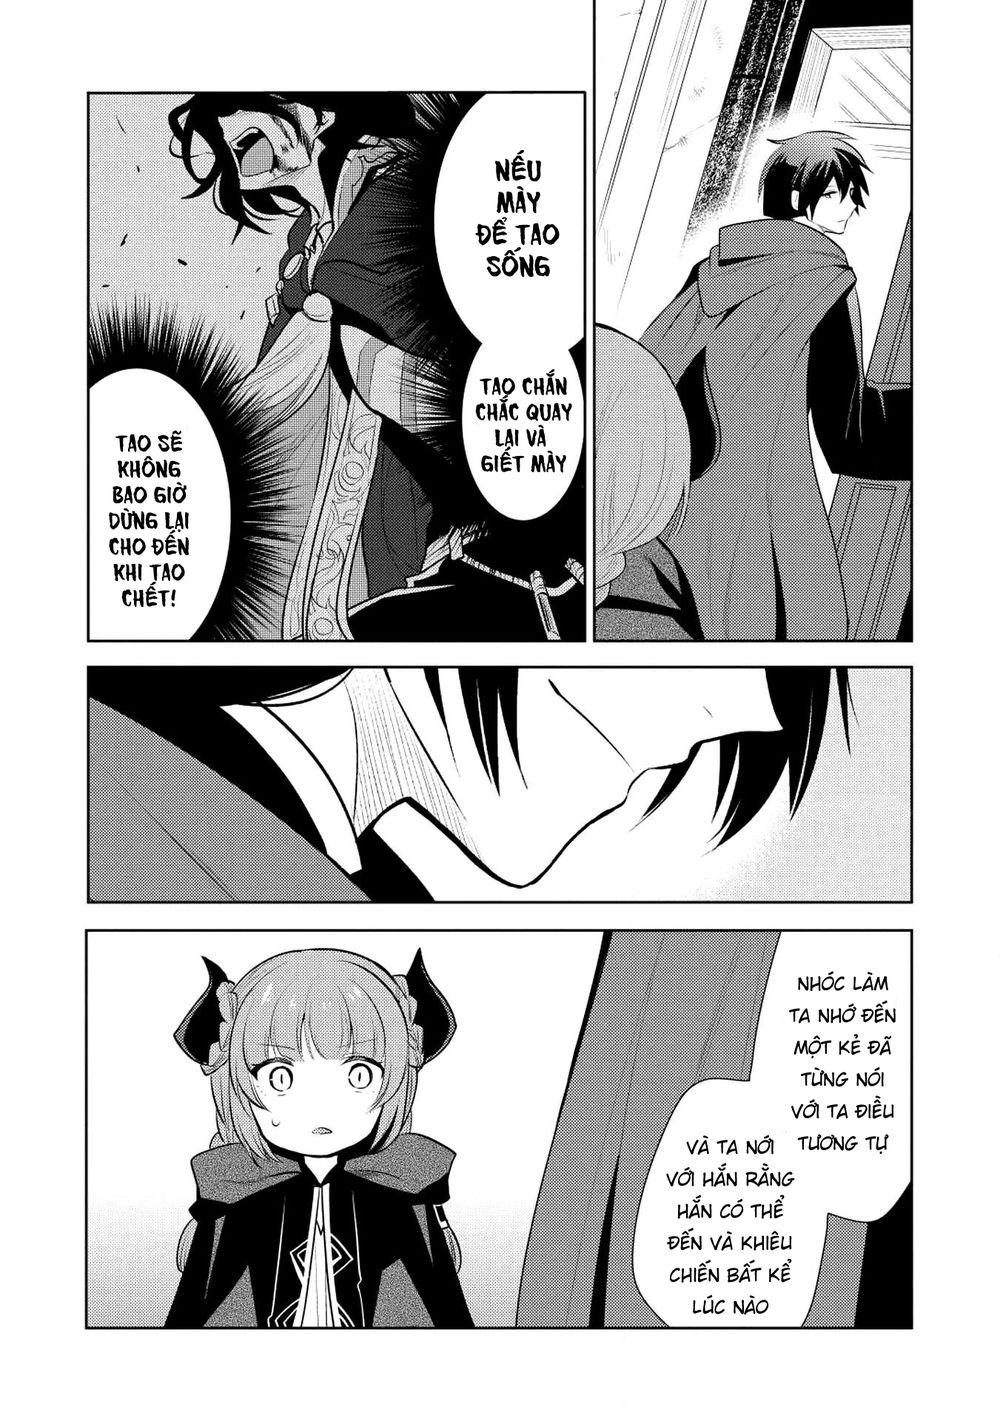 NẾU
MÀY
ĐỂ TAO
SỐNG
TAO CHẮN
CHẮC QUAY
LẠI VÀ
GIẾT MÀY
TAO SẼ
KHÔNG
BAO GIỜ
DỪNG LẠI
CHO ĐẾN
KHI TAO
CHẾT!
NHÓC LÀM
TA NHỚ ĐẾN
MỘT KẺ ĐÃ
TỪNG NÓI
VỚI TA ĐIỀU
TƯƠNG TỰ
VÀ TA NỚI
VỚI HẮN RẰNG
HẮN CÓ THỂ
ĐẾN VÀ KHIÊU
CHIẾN BẤT KỂ
LÚC NÀO